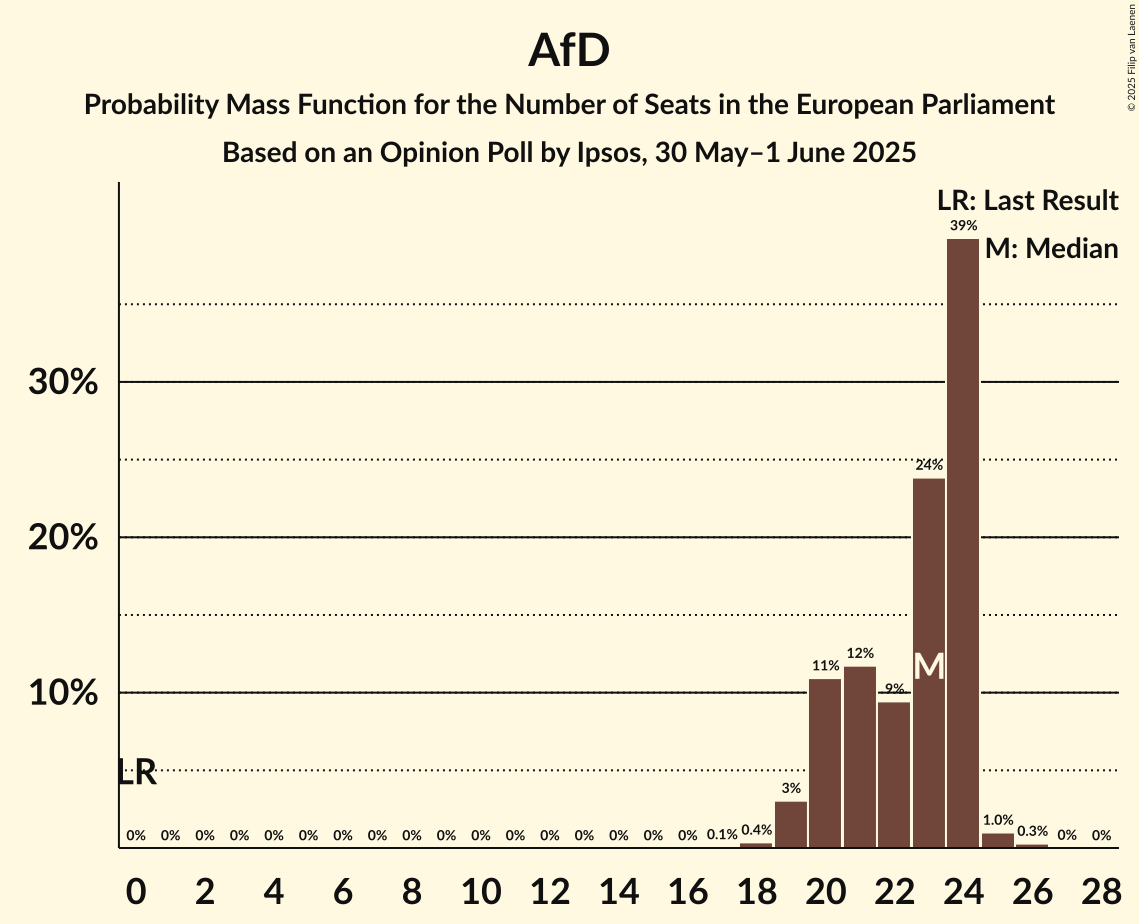 AfD
Probability Mass Function for the Number of Seats in the European Parliament
Based on an Opinion Poll by Ipsos, 30 May–1 June 2025
© 2025 Filip van Laenen
LR: Last Result
M: Median
30%
20%
10%
LR
M
0% 0% 0% 0% 0% 0% 0% 0% 0% 0% 0% 0% 0% 0% 0% 0% 0% 0.1% 0.4% 3% 11% 12% 9% 24% 39% 1.0% 0.3% 0% 0%
0 2 4 6 8 10 12 14 16 18 20 22 24 26 28